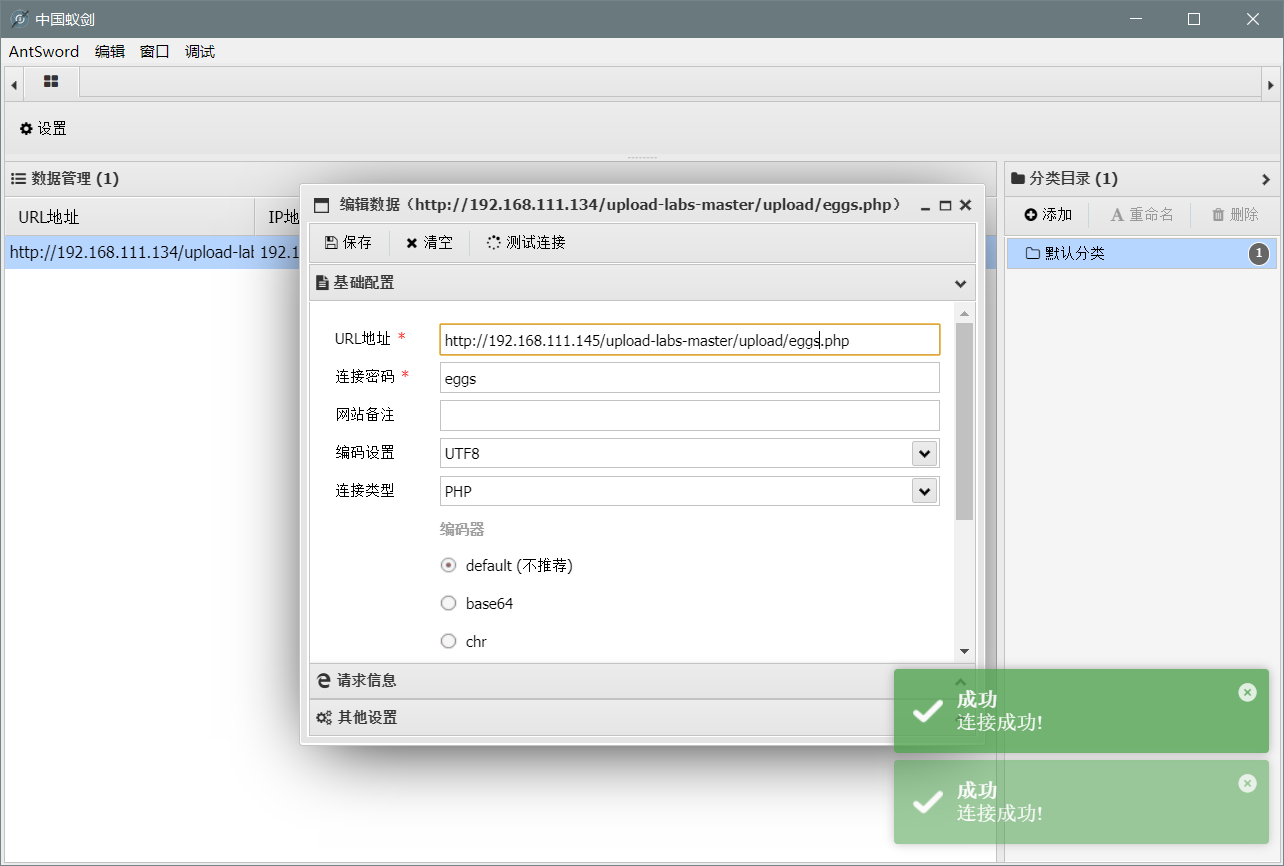 中国蚁剑
AntSword 编辑 窗口 调试
设置
数据管理 (1)
URL地址 IP地
http://192.168.111.134/upload-lal 192.1
编辑数据（http://192.168.111.134/upload-labs-master/upload/eggs.php）
保存 清空 测试连接
基础配置
URL地址 * http://192.168.111.145/upload-labs-master/upload/eggs.php
连接密码 * eggs
网站备注
编码设置 UTF8
连接类型 PHP
编码器
default (不推荐)
base64
chr
请求信息
其他设置
分类目录 (1)
添加 A 重命名 删除
默认分类 1
成功
连接成功!
成功
连接成功!